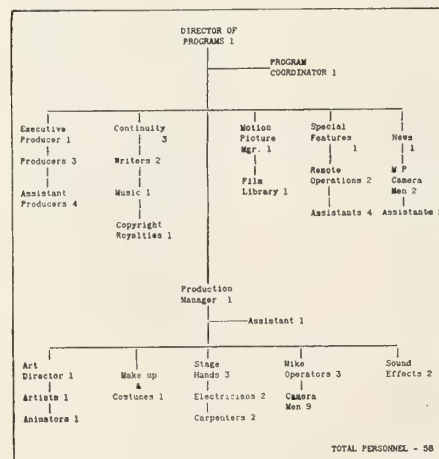 DIRECTOR OF
PROGRAMS 1
PROGRAM
COORDINATOR 1
Executive
Producer 1
Producers 3
Assistant
Producers 4
Continuity
3
Writers 2
Music 1
Copyright
Royalties 1
Motion
Picture
Mgr. 1
Film
Library 1
Special
Features
1
Remote
Operations 2
Assistants 4
News
1
M P
Camera
Men 2
Assistants
Production
Manager 1
Assistant 1
Art
Director 1
Artists 1
Animators 1
Make up
&
Costunes 1
Stage
Hands 3
Electricians 2
Carpenters 2
Mike
Operators 3
Camera
Men 9
Sound
Effects 2
TOTAL PERSONNEL - 58